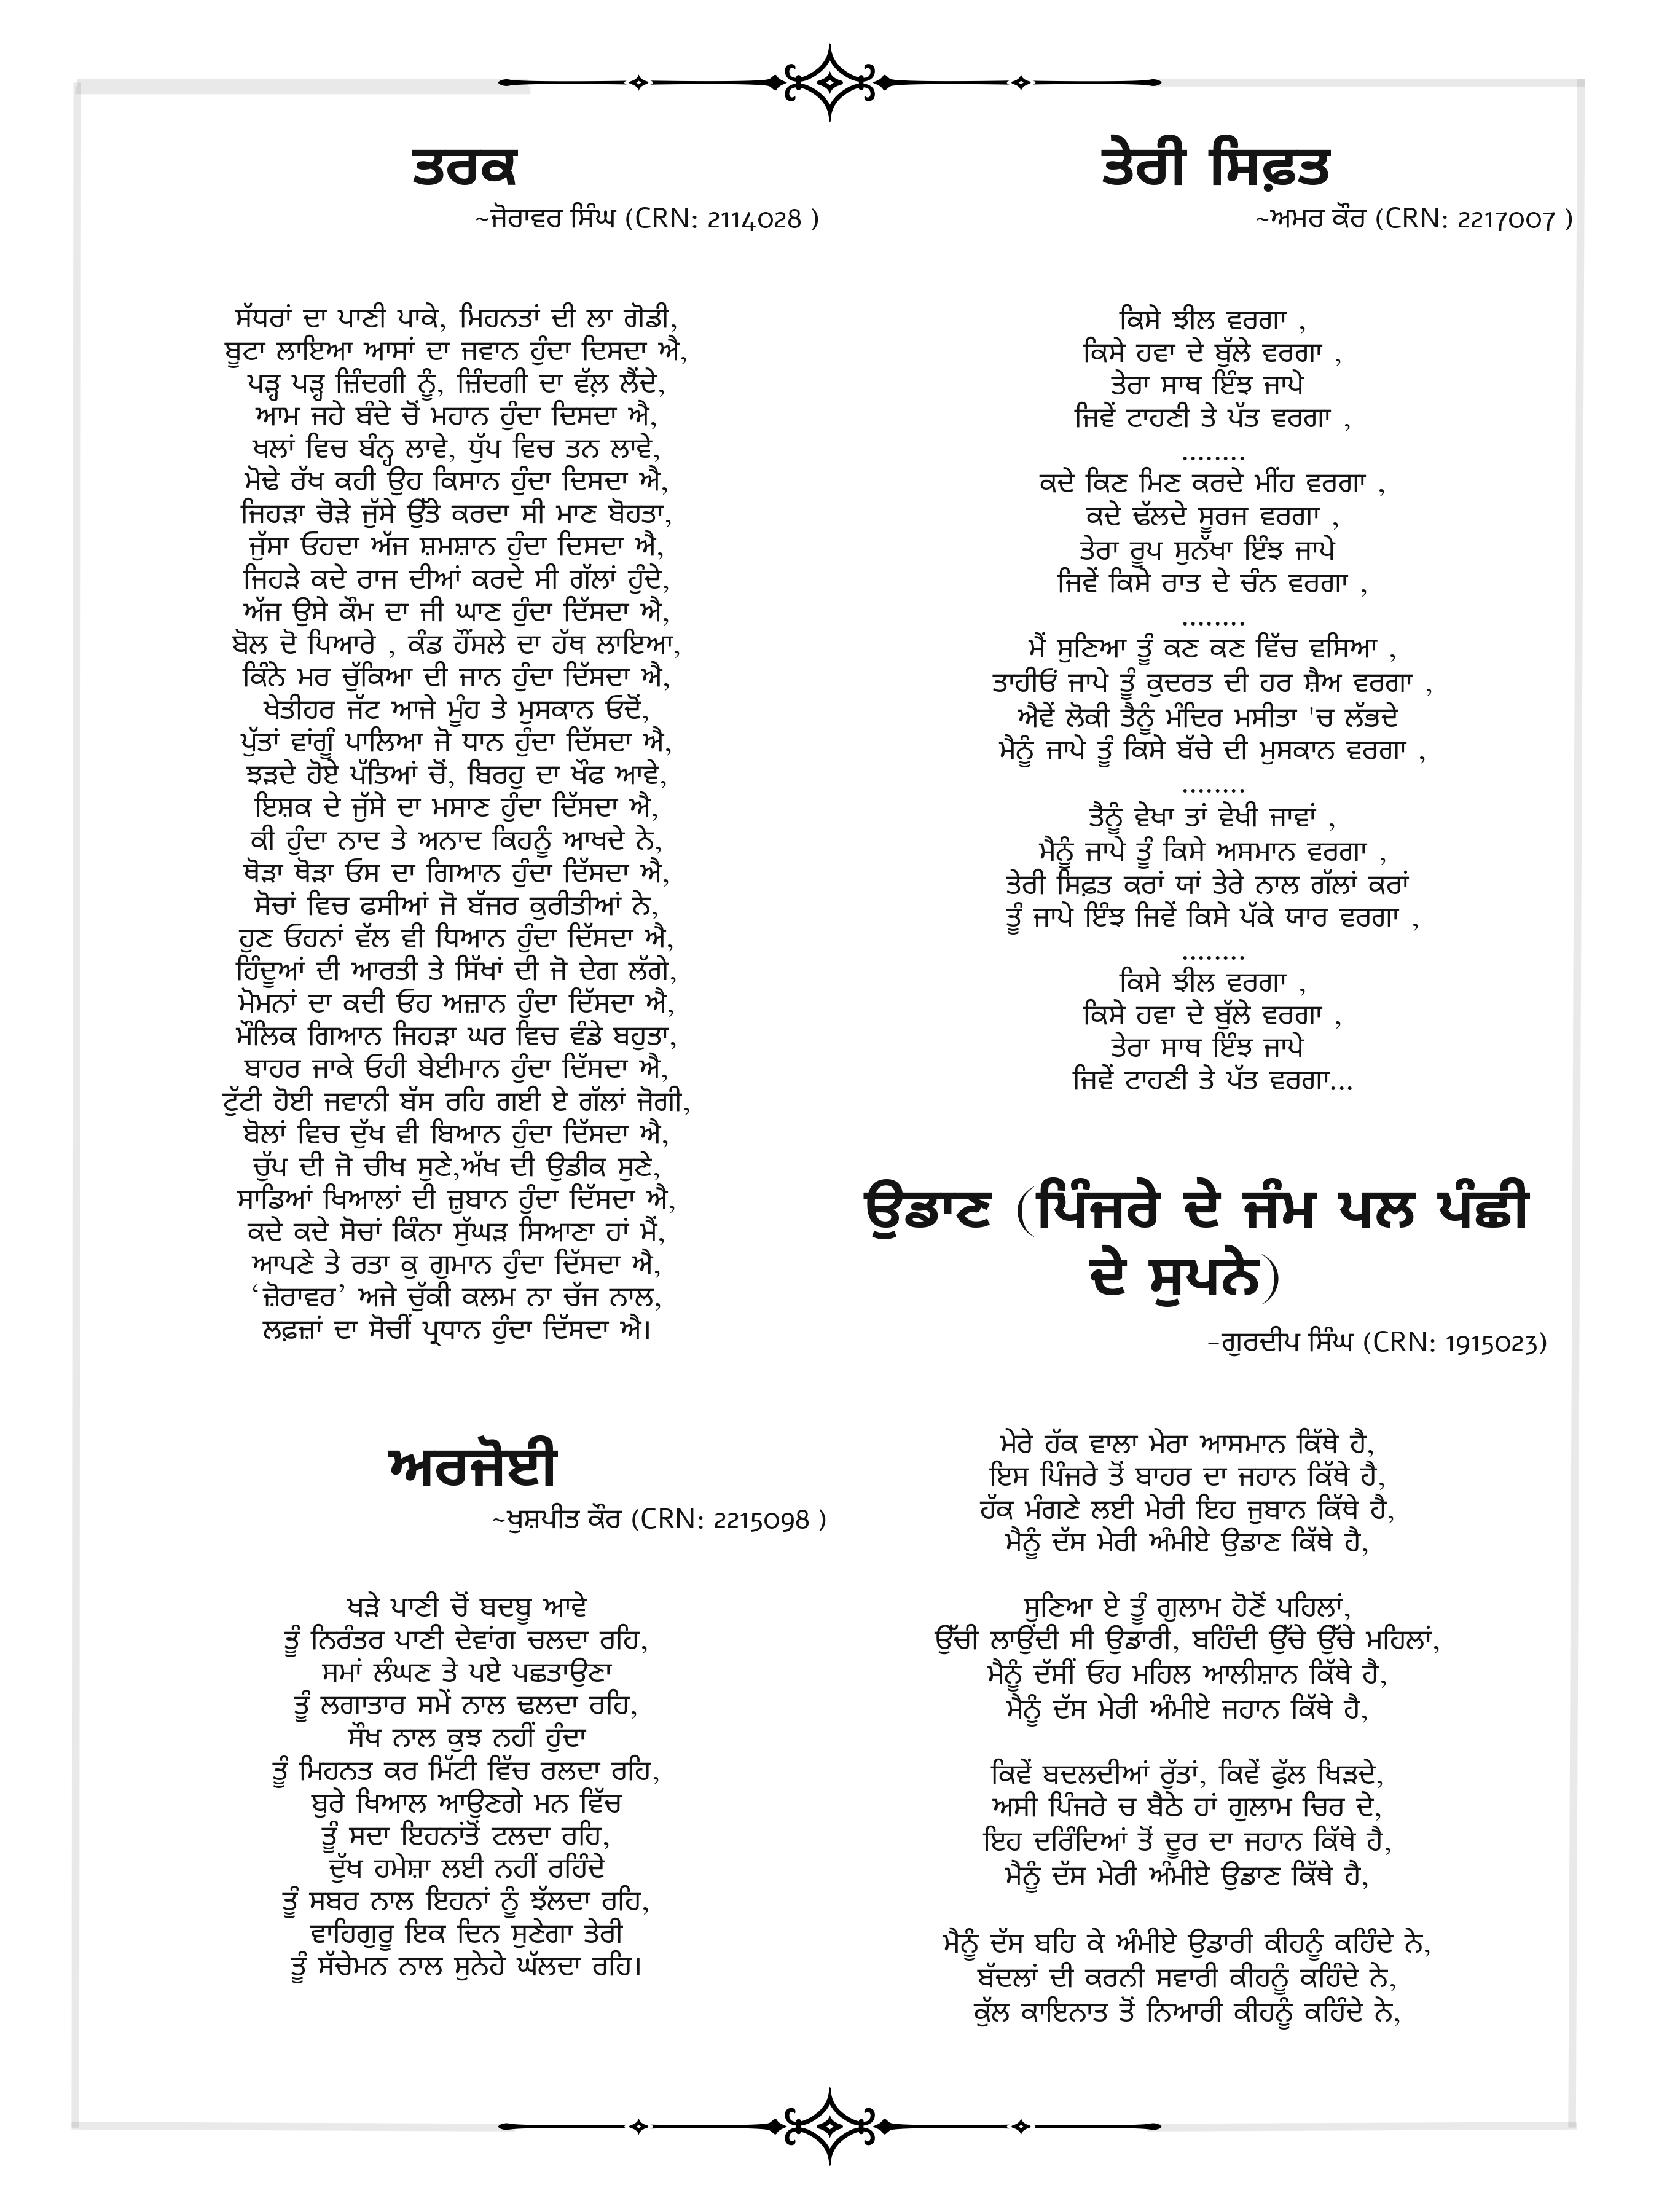 ਤਰਕ
~ਜੋਰਾਵਰ ਸਿੰਘ (CRN: 2114028 )
ਸੱਧਰਾਂ ਦਾ ਪਾਣੀ ਪਾਕੇ, ਮਿਹਨਤਾਂ ਦੀ ਲਾ ਗੋਡੀ,
ਬੂਟਾ ਲਾਇਆ ਆਸਾਂ ਦਾ ਜਵਾਨ ਹੁੰਦਾ ਦਿਸਦਾ ਐ,
ਪੜ੍ਹ ਪੜ੍ਹ ਜ਼ਿੰਦਗੀ ਨੂੰ, ਜ਼ਿੰਦਗੀ ਦਾ ਵੱਲ਼ ਲੈਂਦੇ,
ਆਮ ਜਹੇ ਬੰਦੇ ਚੋਂ ਮਹਾਨ ਹੁੰਦਾ ਦਿਸਦਾ ਐ,
ਖਲਾਂ ਵਿਚ ਬੰਨ੍ਹ ਲਾਵੇ, ਧੁੱਪ ਵਿਚ ਤਨ ਲਾਵੇ,
ਮੋਢੇ ਰੱਖ ਕਹੀ ਉਹ ਕਿਸਾਨ ਹੁੰਦਾ ਦਿਸਦਾ ਐ,
ਜਿਹੜਾ ਚੋੜੇ ਜੁੱਸੇ ਉੱਤੇ ਕਰਦਾ ਸੀ ਮਾਣ ਬੋਹਤਾ,
ਜੁੱਸਾ ਓਹਦਾ ਅੱਜ ਸ਼ਮਸ਼ਾਨ ਹੁੰਦਾ ਦਿਸਦਾ ਐ,
ਜਿਹੜੇ ਕਦੇ ਰਾਜ ਦੀਆਂ ਕਰਦੇ ਸੀ ਗੱਲਾਂ ਹੁੰਦੇ,
ਅੱਜ ਉਸੇ ਕੌਮ ਦਾ ਜੀ ਘਾਣ ਹੁੰਦਾ ਦਿੱਸਦਾ ਐ,
ਬੋਲ ਦੋ ਪਿਆਰੇ , ਕੰਡ ਹੌਂਸਲੇ ਦਾ ਹੱਥ ਲਾਇਆ,
ਕਿੰਨੇ ਮਰ ਚੁੱਕਿਆ ਦੀ ਜਾਨ ਹੁੰਦਾ ਦਿੱਸਦਾ ਐ,
ਖੇਤੀਹਰ ਜੱਟ ਆਜੇ ਮੂੰਹ ਤੇ ਮੁਸਕਾਨ ਓਦੋਂ,
ਪੁੱਤਾਂ ਵਾਂਗੂੰ ਪਾਲਿਆ ਜੋ ਧਾਨ ਹੁੰਦਾ ਦਿੱਸਦਾ ਐ,
ਝੜਦੇ ਹੋਏ ਪੱਤਿਆਂ ਚੋਂ, ਬਿਰਹੁ ਦਾ ਖੌਫ ਆਵੇ,
ਇਸ਼ਕ ਦੇ ਜੁੱਸੇ ਦਾ ਮਸਾਣ ਹੁੰਦਾ ਦਿੱਸਦਾ ਐ,
ਕੀ ਹੁੰਦਾ ਨਾਦ ਤੇ ਅਨਾਦ ਕਿਹਨੂੰ ਆਖਦੇ ਨੇ,
ਥੋੜਾ ਥੋੜਾ ਓਸ ਦਾ ਗਿਆਨ ਹੁੰਦਾ ਦਿੱਸਦਾ ਐ,
ਸੋਚਾਂ ਵਿਚ ਫਸੀਆਂ ਜੋ ਬੱਜਰ ਕੁਰੀਤੀਆਂ ਨੇ,
ਹੁਣ ਓਹਨਾਂ ਵੱਲ ਵੀ ਧਿਆਨ ਹੁੰਦਾ ਦਿੱਸਦਾ ਐ,
ਹਿੰਦੂਆਂ ਦੀ ਆਰਤੀ ਤੇ ਸਿੱਖਾਂ ਦੀ ਜੋ ਦੇਗ ਲੱਗੇ,
ਮੋਮਨਾਂ ਦਾ ਕਦੀ ਓਹ ਅਜ਼ਾਨ ਹੁੰਦਾ ਦਿੱਸਦਾ ਐ,
ਮੌਲਿਕ ਗਿਆਨ ਜਿਹੜਾ ਘਰ ਵਿਚ ਵੰਡੇ ਬਹੁਤਾ,
ਬਾਹਰ ਜਾਕੇ ਓਹੀ ਬੇਈਮਾਨ ਹੁੰਦਾ ਦਿੱਸਦਾ ਐ,
ਟੁੱਟੀ ਹੋਈ ਜਵਾਨੀ ਬੱਸ ਰਹਿ ਗਈ ਏ ਗੱਲਾਂ ਜੋਗੀ,
ਬੋਲਾਂ ਵਿਚ ਦੁੱਖ ਵੀ ਬਿਆਨ ਹੁੰਦਾ ਦਿੱਸਦਾ ਐ,
ਚੁੱਪ ਦੀ ਜੋ ਚੀਖ ਸੁਣੇ,ਅੱਖ ਦੀ ਉਡੀਕ ਸੁਣੇ,
ਸਾਡਿਆਂ ਖਿਆਲਾਂ ਦੀ ਜ਼ੁਬਾਨ ਹੁੰਦਾ ਦਿੱਸਦਾ ਐ,
ਕਦੇ ਕਦੇ ਸੋਚਾਂ ਕਿੰਨਾ ਸੁੱਘੜ ਸਿਆਣਾ ਹਾਂ ਮੈਂ,
ਆਪਣੇ ਤੇ ਰਤਾ ਕੁ ਗੁਮਾਨ ਹੁੰਦਾ ਦਿੱਸਦਾ ਐ,
‘ਜ਼ੋਰਾਵਰ’ ਅਜੇ ਚੁੱਕੀ ਕਲਮ ਨਾ ਚੱਜ ਨਾਲ,
ਲਫ਼ਜ਼ਾਂ ਦਾ ਸੋਚੀਂ ਪ੍ਰਧਾਨ ਹੁੰਦਾ ਦਿੱਸਦਾ ਐ।
ਅਰਜੋਈ
~ਖੁਸ਼ਪੀਤ ਕੌਰ (CRN: 2215098 )
ਖੜੇ ਪਾਣੀ ਚੋਂ ਬਦਬੂ ਆਵੇ
ਤੂੰ ਨਿਰੰਤਰ ਪਾਣੀ ਦੇਵਾਂਗ ਚਲਦਾ ਰਹਿ,
ਸਮਾਂ ਲੰਘਣ ਤੇ ਪਏ ਪਛਤਾਉਣਾ
ਤੂੰ ਲਗਾਤਾਰ ਸਮੇਂ ਨਾਲ ਢਲਦਾ ਰਹਿ,
ਸੌਖ ਨਾਲ ਕੁਝ ਨਹੀਂ ਹੁੰਦਾ
ਤੂੰ ਮਿਹਨਤ ਕਰ ਮਿੱਟੀ ਵਿੱਚ ਰਲਦਾ ਰਹਿ,
ਬੁਰੇ ਖਿਆਲ ਆਉਣਗੇ ਮਨ ਵਿੱਚ
ਤੂੰ ਸਦਾ ਇਹਨਾਂਤੋਂ ਟਲਦਾ ਰਹਿ,
ਦੁੱਖ ਹਮੇਸ਼ਾ ਲਈ ਨਹੀਂ ਰਹਿੰਦੇ
ਤੂੰ ਸਬਰ ਨਾਲ ਇਹਨਾਂ ਨੂੰ ਝੱਲਦਾ ਰਹਿ,
ਵਾਹਿਗੁਰੂ ਇਕ ਦਿਨ ਸੁਣੇਗਾ ਤੇਰੀ
ਤੂੰ ਸੱਚੇਮਨ ਨਾਲ ਸੁਨੇਹੇ ਘੱਲਦਾ ਰਹਿ।
ਤੇਰੀ ਸਿਫ਼ਤ
~ਅਮਰ ਕੌਰ (CRN: 2217007 )
ਕਿਸੇ ਝੀਲ ਵਰਗਾ ,
ਕਿਸੇ ਹਵਾ ਦੇ ਬੁੱਲੇ ਵਰਗਾ ,
ਤੇਰਾ ਸਾਥ ਇੰਝ ਜਾਪੇ
ਜਿਵੇਂ ਟਾਹਣੀ ਤੇ ਪੱਤ ਵਰਗਾ ,
........
ਕਦੇ ਕਿਣ ਮਿਣ ਕਰਦੇ ਮੀਂਹ ਵਰਗਾ ,
ਕਦੇ ਢੱਲਦੇ ਸੂਰਜ ਵਰਗਾ ,
ਤੇਰਾ ਰੂਪ ਸੁਨੱਖਾ ਇੰਝ ਜਾਪੇ
ਜਿਵੇਂ ਕਿਸੇ ਰਾਤ ਦੇ ਚੰਨ ਵਰਗਾ ,
........
ਮੈਂ ਸੁਣਿਆ ਤੂੰ ਕਣ ਕਣ ਵਿੱਚ ਵਸਿਆ ,
ਤਾਹੀਓਂ ਜਾਪੇ ਤੂੰ ਕੁਦਰਤ ਦੀ ਹਰ ਸ਼ੈਅ ਵਰਗਾ ,
ਐਵੇਂ ਲੋਕੀ ਤੈਨੂੰ ਮੰਦਿਰ ਮਸੀਤਾ 'ਚ ਲੱਭਦੇ
ਮੈਨੂੰ ਜਾਪੇ ਤੂੰ ਕਿਸੇ ਬੱਚੇ ਦੀ ਮੁਸਕਾਨ ਵਰਗਾ ,
........
ਤੈਨੂੰ ਵੇਖਾ ਤਾਂ ਵੇਖੀ ਜਾਵਾਂ ,
ਮੈਨੂੰ ਜਾਪੇ ਤੂੰ ਕਿਸੇ ਅਸਮਾਨ ਵਰਗਾ ,
ਤੇਰੀ ਸਿਫ਼ਤ ਕਰਾਂ ਯਾਂ ਤੇਰੇ ਨਾਲ ਗੱਲਾਂ ਕਰਾਂ
ਤੂੰ ਜਾਪੇ ਇੰਝ ਜਿਵੇਂ ਕਿਸੇ ਪੱਕੇ ਯਾਰ ਵਰਗਾ ,
........
ਕਿਸੇ ਝੀਲ ਵਰਗਾ ,
ਕਿਸੇ ਹਵਾ ਦੇ ਬੁੱਲੇ ਵਰਗਾ ,
ਤੇਰਾ ਸਾਥ ਇੰਝ ਜਾਪੇ
ਜਿਵੇਂ ਟਾਹਣੀ ਤੇ ਪੱਤ ਵਰਗਾ...
ਉਡਾਣ (ਪਿੰਜਰੇ ਦੇ ਜੰਮ ਪਲ ਪੰਛੀ
ਦੇ ਸੁਪਨੇ)
-ਗੁਰਦੀਪ ਸਿੰਘ (CRN: 1915023)
ਮੇਰੇ ਹੱਕ ਵਾਲਾ ਮੇਰਾ ਆਸਮਾਨ ਕਿੱਥੇ ਹੈ,
ਇਸ ਪਿੰਜਰੇ ਤੋਂ ਬਾਹਰ ਦਾ ਜਹਾਨ ਕਿੱਥੇ ਹੈ,
ਹੱਕ ਮੰਗਣੇ ਲਈ ਮੇਰੀ ਇਹ ਜ਼ੁਬਾਨ ਕਿੱਥੇ ਹੈ,
ਮੈਨੂੰ ਦੱਸ ਮੇਰੀ ਅੰਮੀਏ ਉਡਾਣ ਕਿੱਥੇ ਹੈ,
ਸੁਣਿਆ ਏ ਤੂੰ ਗੁਲਾਮ ਹੋਣੋਂ ਪਹਿਲਾਂ,
ਉੱਚੀ ਲਾਉਂਦੀ ਸੀ ਉਡਾਰੀ, ਬਹਿੰਦੀ ਉੱਚੇ ਉੱਚੇ ਮਹਿਲਾਂ,
ਮੈਨੂੰ ਦੱਸੀਂ ਓਹ ਮਹਿਲ ਆਲੀਸ਼ਾਨ ਕਿੱਥੇ ਹੈ,
ਮੈਨੂੰ ਦੱਸ ਮੇਰੀ ਅੰਮੀਏ ਜਹਾਨ ਕਿੱਥੇ ਹੈ,
ਕਿਵੇਂ ਬਦਲਦੀਆਂ ਰੁੱਤਾਂ, ਕਿਵੇਂ ਫੁੱਲ ਖਿੜਦੇ,
ਅਸੀ ਪਿੰਜਰੇ ਚ ਬੈਠੇ ਹਾਂ ਗੁਲਾਮ ਚਿਰ ਦੇ,
ਇਹ ਦਰਿੰਦਿਆਂ ਤੋਂ ਦੂਰ ਦਾ ਜਹਾਨ ਕਿੱਥੇ ਹੈ,
ਮੈਨੂੰ ਦੱਸ ਮੇਰੀ ਅੰਮੀਏ ਉਡਾਣ ਕਿੱਥੇ ਹੈ,
ਮੈਨੂੰ ਦੱਸ ਬਹਿ ਕੇ ਅੰਮੀਏ ਉਡਾਰੀ ਕੀਹਨੂੰ ਕਹਿੰਦੇ ਨੇ,
ਬੱਦਲਾਂ ਦੀ ਕਰਨੀ ਸਵਾਰੀ ਕੀਹਨੂੰ ਕਹਿੰਦੇ ਨੇ,
ਕੁੱਲ ਕਾਇਨਾਤ ਤੋਂ ਨਿਆਰੀ ਕੀਹਨੂੰ ਕਹਿੰਦੇ ਨੇ,